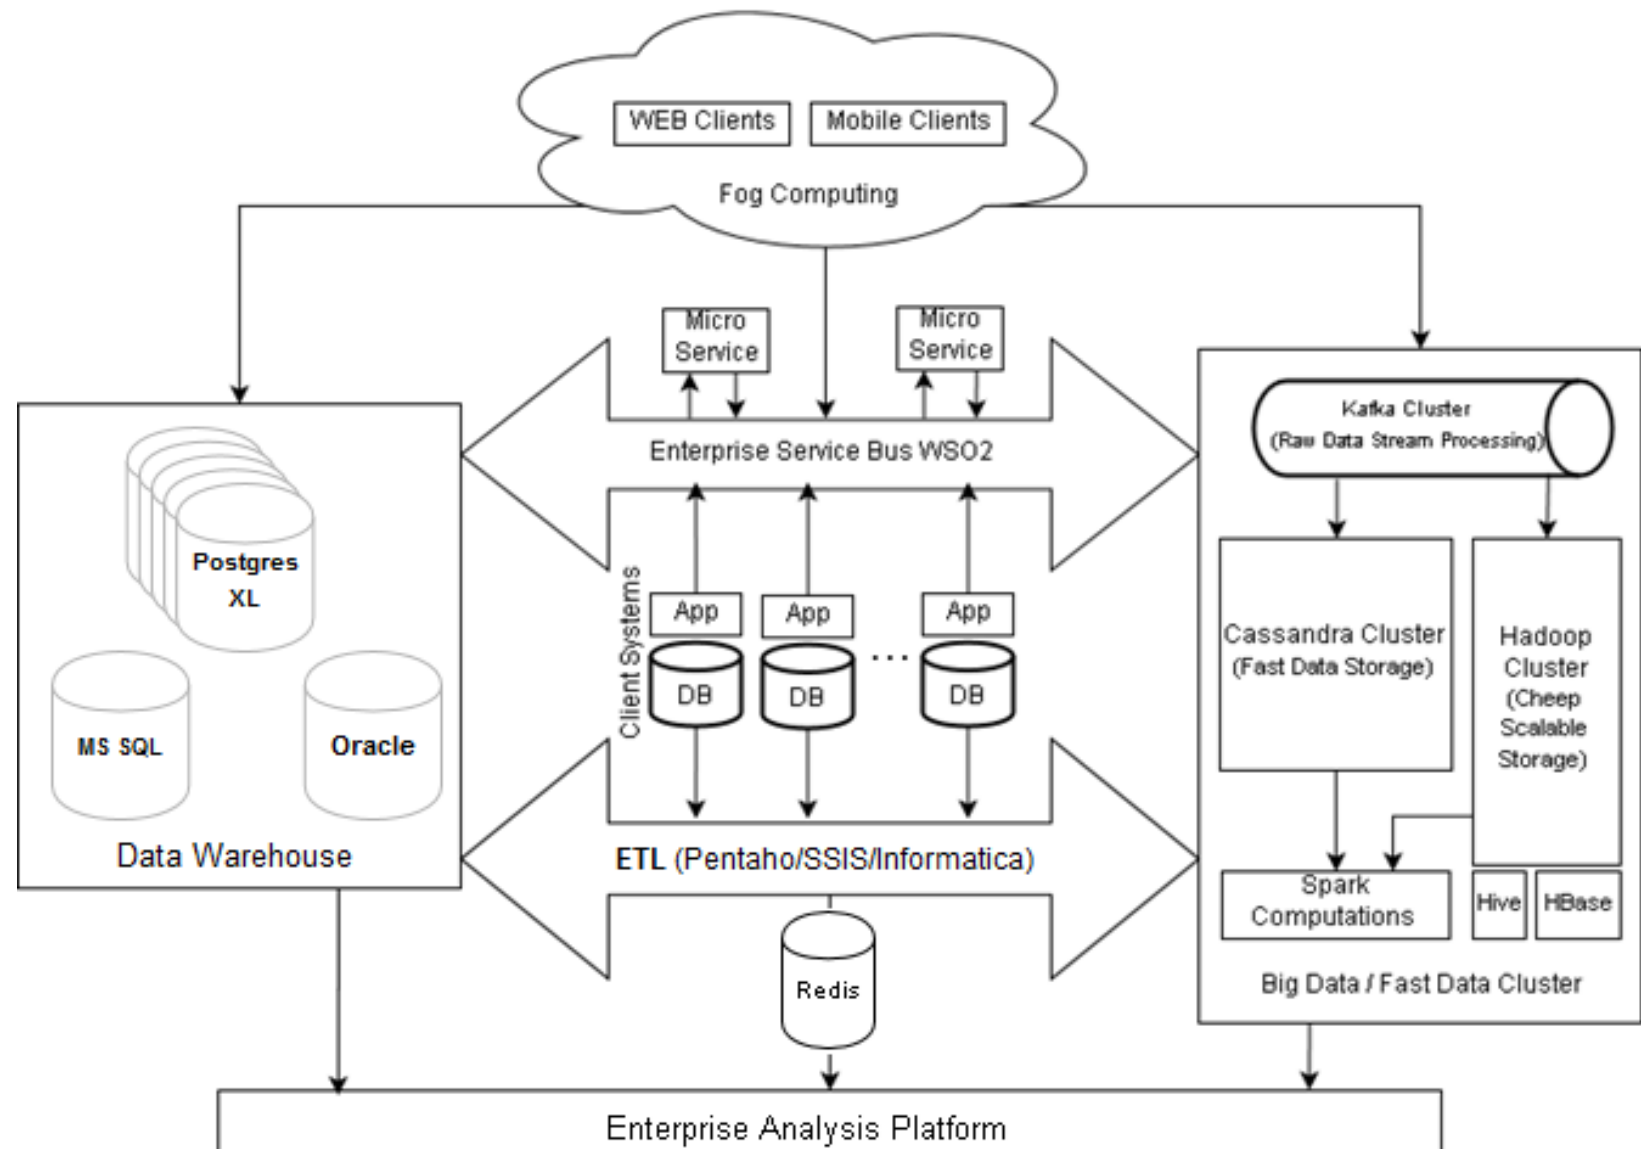 WEB Clients
Mobile Clients
Fog Computing
Micro
Service
Micro
Service
Enterprise Service Bus WSO2
Kafka Cluster
(Raw Data Stream Processing)
Postgres
XL
MS SQL
Oracle
Data Warehouse
Client Systems
App
App
App
DB
DB
...
DB
Cassandra Cluster
(Fast Data Storage)
Hadoop
Cluster
(Cheep
Scalable
Storage)
ETL (Pentaho/SSIS/Informatica)
Spark
Computations
Hive
HBase
Big Data / Fast Data Cluster
Redis
Enterprise Analysis Platform